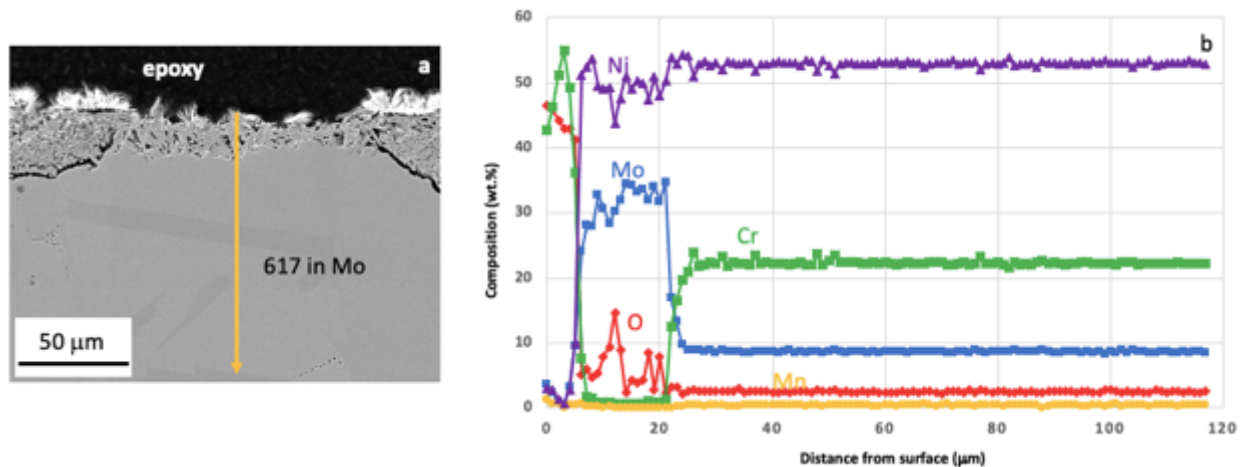 epoxy
a
617 in Mo
50 μm
b
60
50
40
30
20
10
0
Composition (wt.%)
Ni
Mo
Cr
O
Mn
0
20
40
60
80
100
120
Distance from surface (μm)